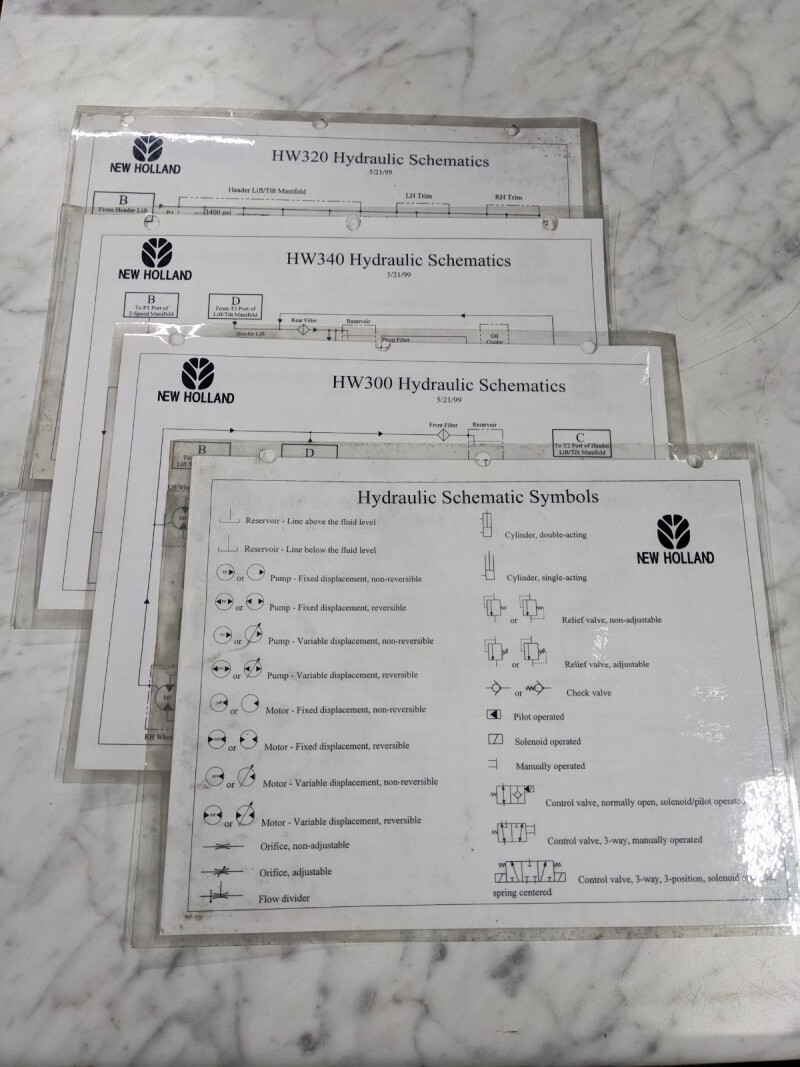 NEW HOLLAND
HW320 Hydraulic Schematics
5/21/99
B
From Header Lift
Header Lift/Tilt Manifold
LH Trim
RH Trim
3400 psi
NEW HOLLAND
HW340 Hydraulic Schematics
5/21/99
B
To P1 Port of
2-Speed Manifold
D
From T3 Port of
Lift/Tilt Manifold
Header Lift
Rear Filter
Reservoir
Front Filter
Oil
Cooler
NEW HOLLAND
HW300 Hydraulic Schematics
5/21/99
Front Filter
Reservoir
B
D
C
To T2 Port of Header
Lift/Tilt Manifold
RH Whee
Hydraulic Schematic Symbols
NEW HOLLAND
Reservoir - Line above the fluid level
Reservoir - Line below the fluid level
or Pump - Fixed displacement, non-reversible
or Pump - Fixed displacement, reversible
or Pump - Variable displacement, non-reversible
or Pump - Variable displacement, reversible
or Motor - Fixed displacement, non-reversible
or Motor - Fixed displacement, reversible
or Motor - Variable displacement, non-reversible
or Motor - Variable displacement, reversible
Orifice, non-adjustable
Orifice, adjustable
Flow divider
Cylinder, double-acting
Cylinder, single-acting
or Relief valve, non-adjustable
or Relief valve, adjustable
or Check valve
Pilot operated
Solenoid operated
Manually operated
Control valve, normally open, solenoid/pilot operated
Control valve, 3-way, manually operated
Control valve, 3-way, 3-position, solenoid
spring centered